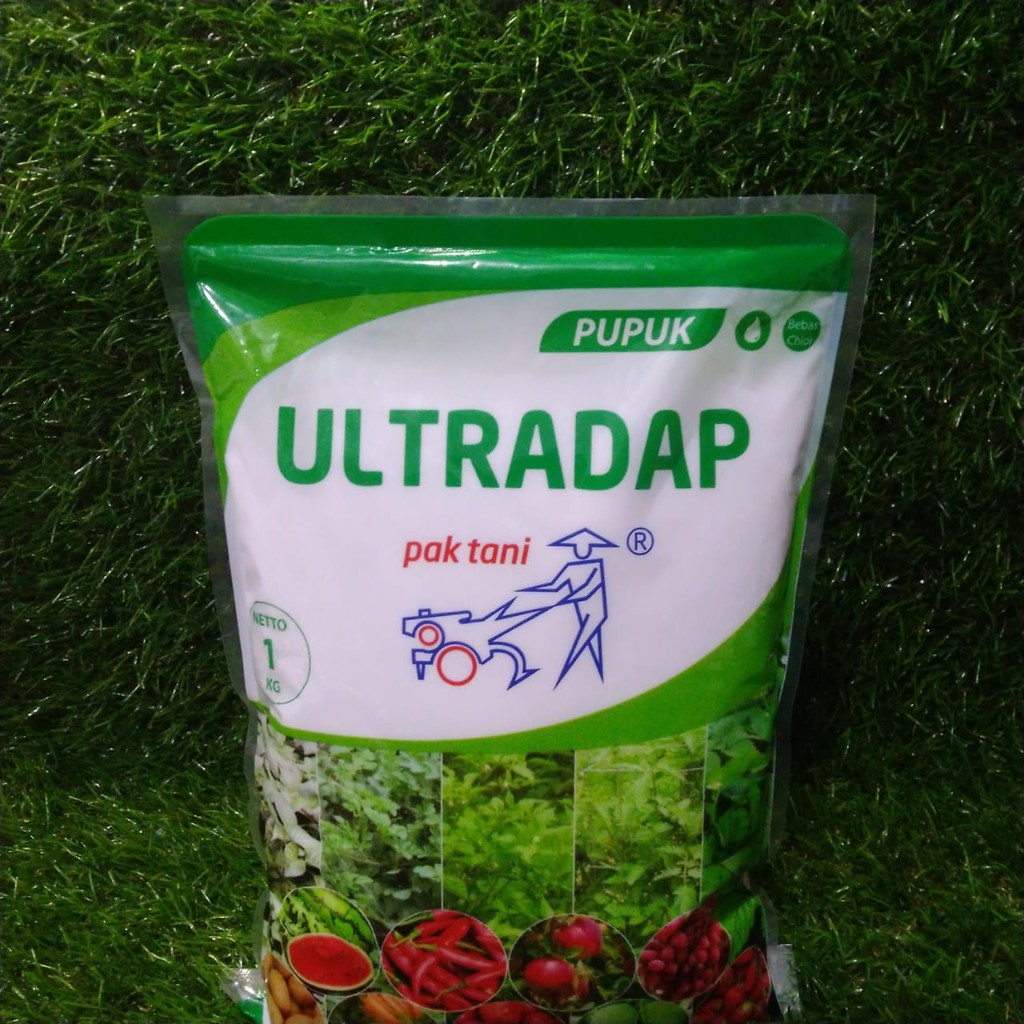 PUPUK
Bebas
Chlor
ULTRADAP
pak tani ®
NETTO
1
KG